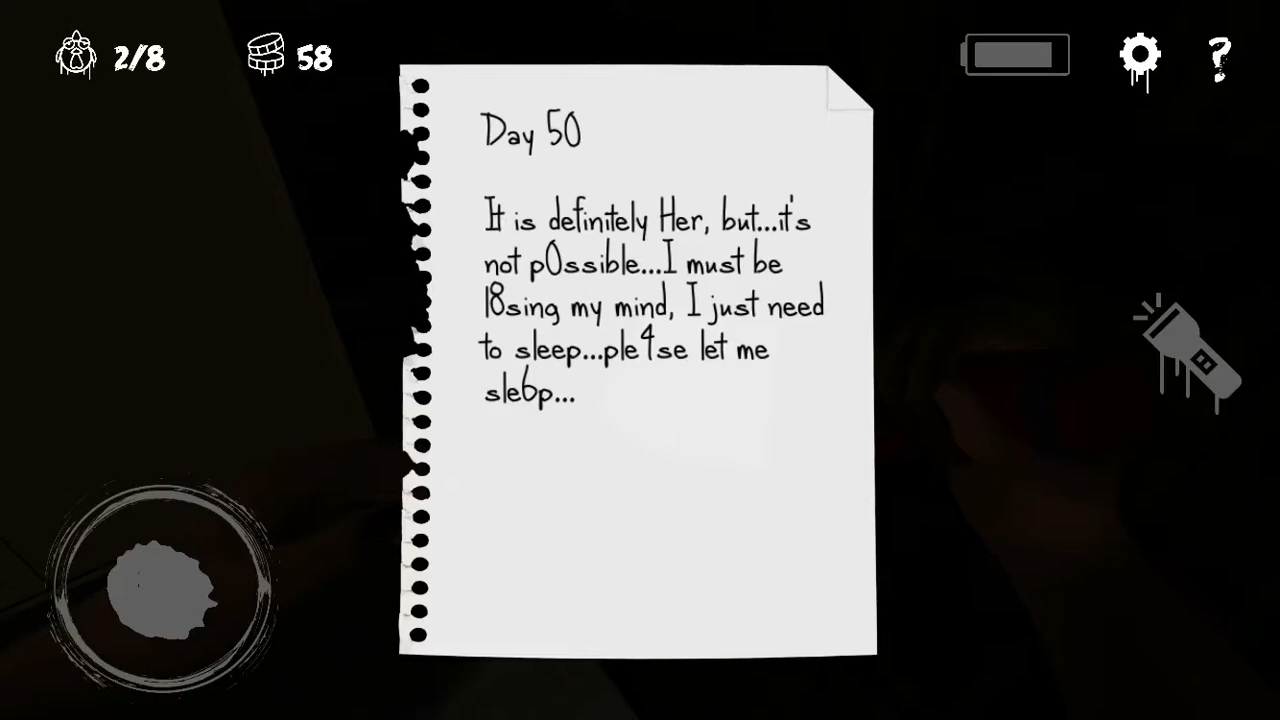 2/8
58
?
Day 50
It is definitely Her, but...it's
not p0ssible...I must be
l8sing my mind, I just need
to sleep...ple4se let me
sle6p...